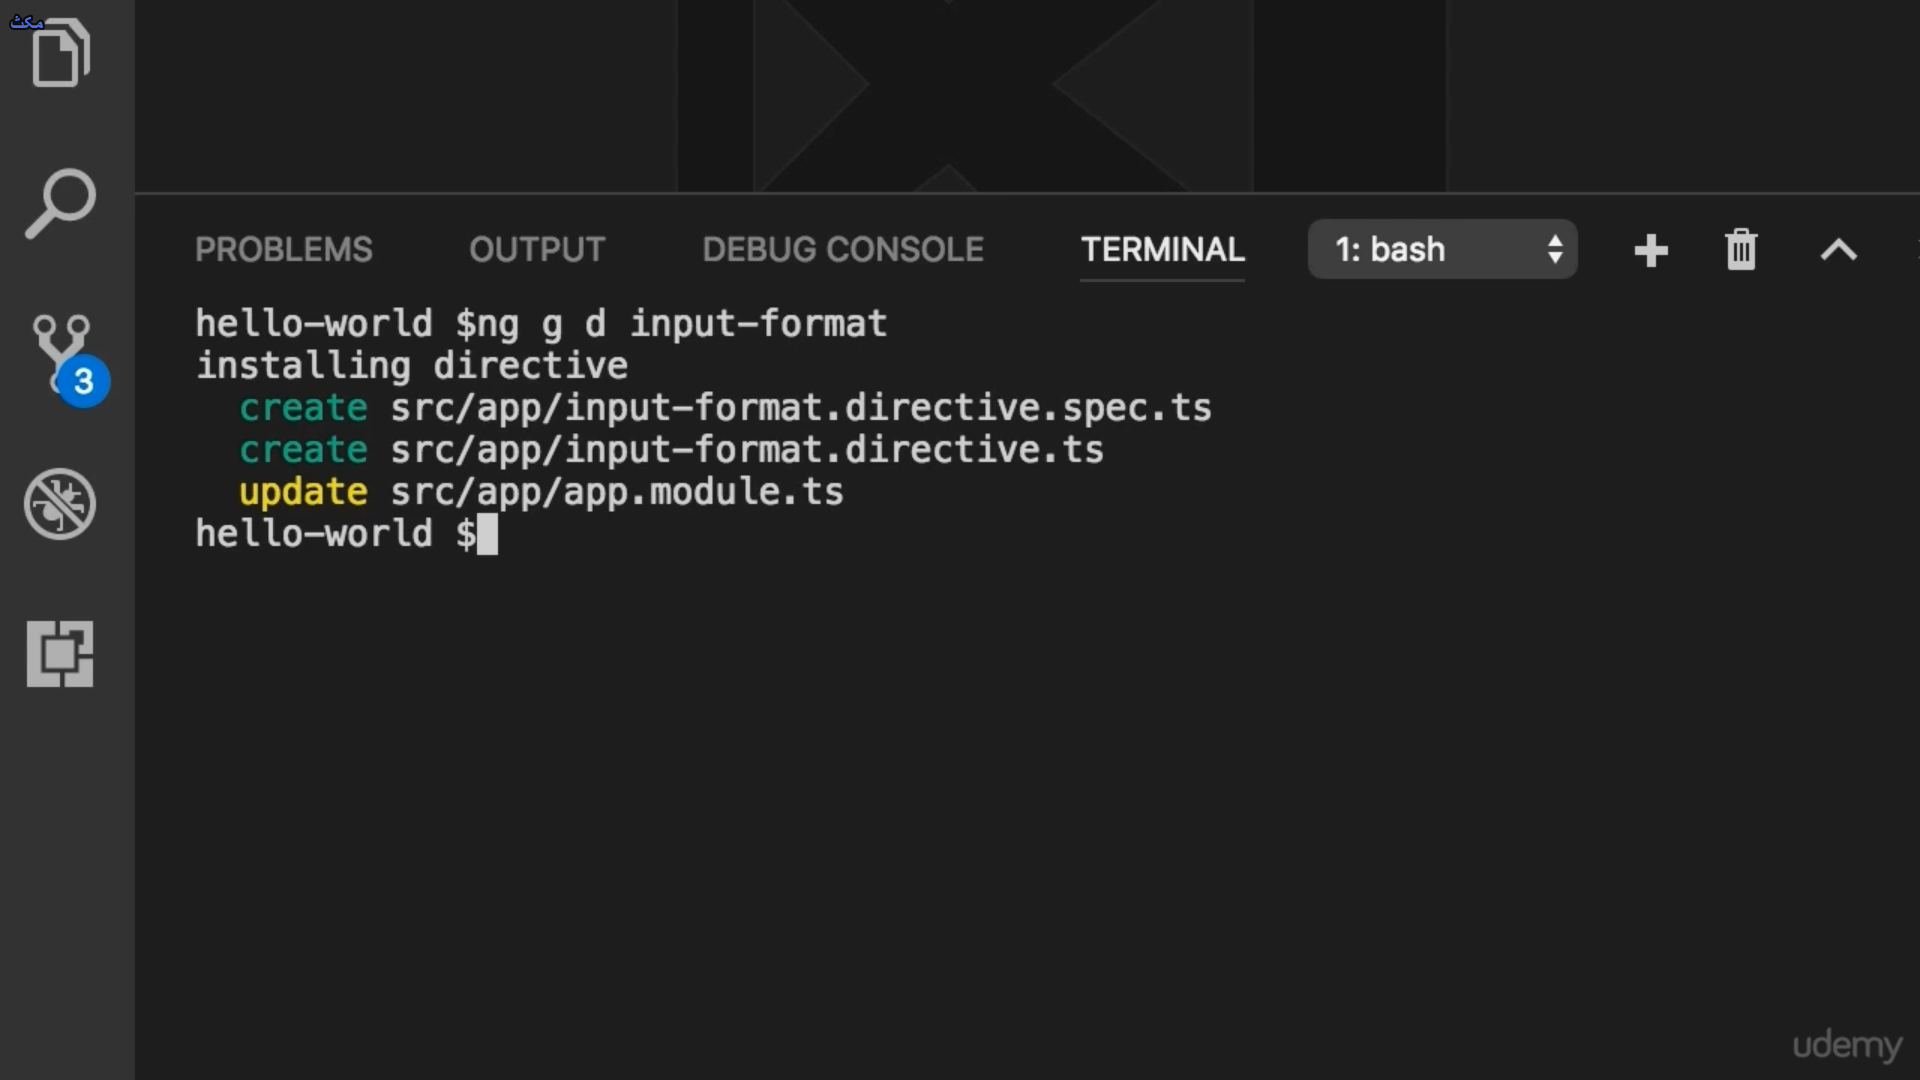 مکث
3
PROBLEMS OUTPUT DEBUG CONSOLE TERMINAL 1: bash
hello-world $ng g d input-format
installing directive
create src/app/input-format.directive.spec.ts
create src/app/input-format.directive.ts
update src/app/app.module.ts
hello-world $
udemy